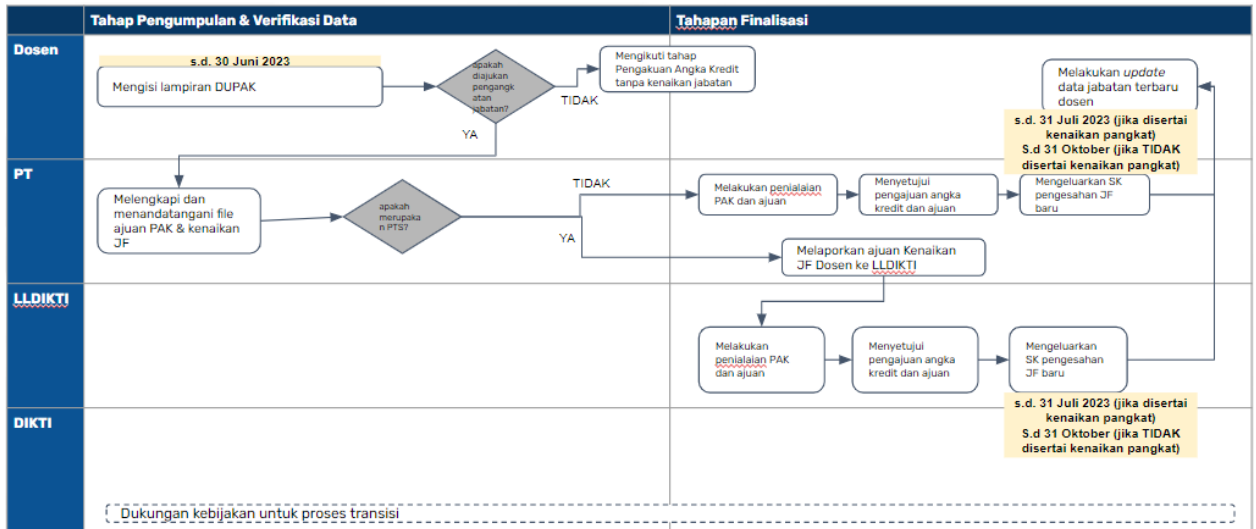 Tahap Pengumpulan & Verifikasi Data
Tahapan Finalisasi
Dosen
s.d. 30 Juni 2023
Mengisi lampiran DUPAK
apakah
diajukan
pengangk
atan
jabatan?
TIDAK
YA
Mengikuti tahap
Pengakuan Angka Kredit
tanpa kenaikan jabatan
Melakukan update
data jabatan terbaru
dosen
s.d. 31 Juli 2023 (jika disertai
kenaikan pangkat)
S.d 31 Oktober (jika TIDAK
disertai kenaikan pangkat)
PT
Melengkapi dan
menandatangani file
ajuan PAK & kenaikan
JF
apakah
merupaka
n PTS?
TIDAK
YA
Melakukan penialaian
PAK dan ajuan
Menyetujui
pengajuan angka
kredit dan ajuan
Mengeluarkan SK
pengesahan JF
baru
Melaporkan ajuan Kenaikan
JF Dosen ke LLDIKTI
LLDIKTI
Melakukan
penialaian PAK
dan ajuan
Menyetujui
pengajuan angka
kredit dan ajuan
Mengeluarkan
SK pengesahan
JF baru
s.d. 31 Juli 2023 (jika disertai
kenaikan pangkat)
S.d 31 Oktober (jika TIDAK
disertai kenaikan pangkat)
DIKTI
Dukungan kebijakan untuk proses transisi